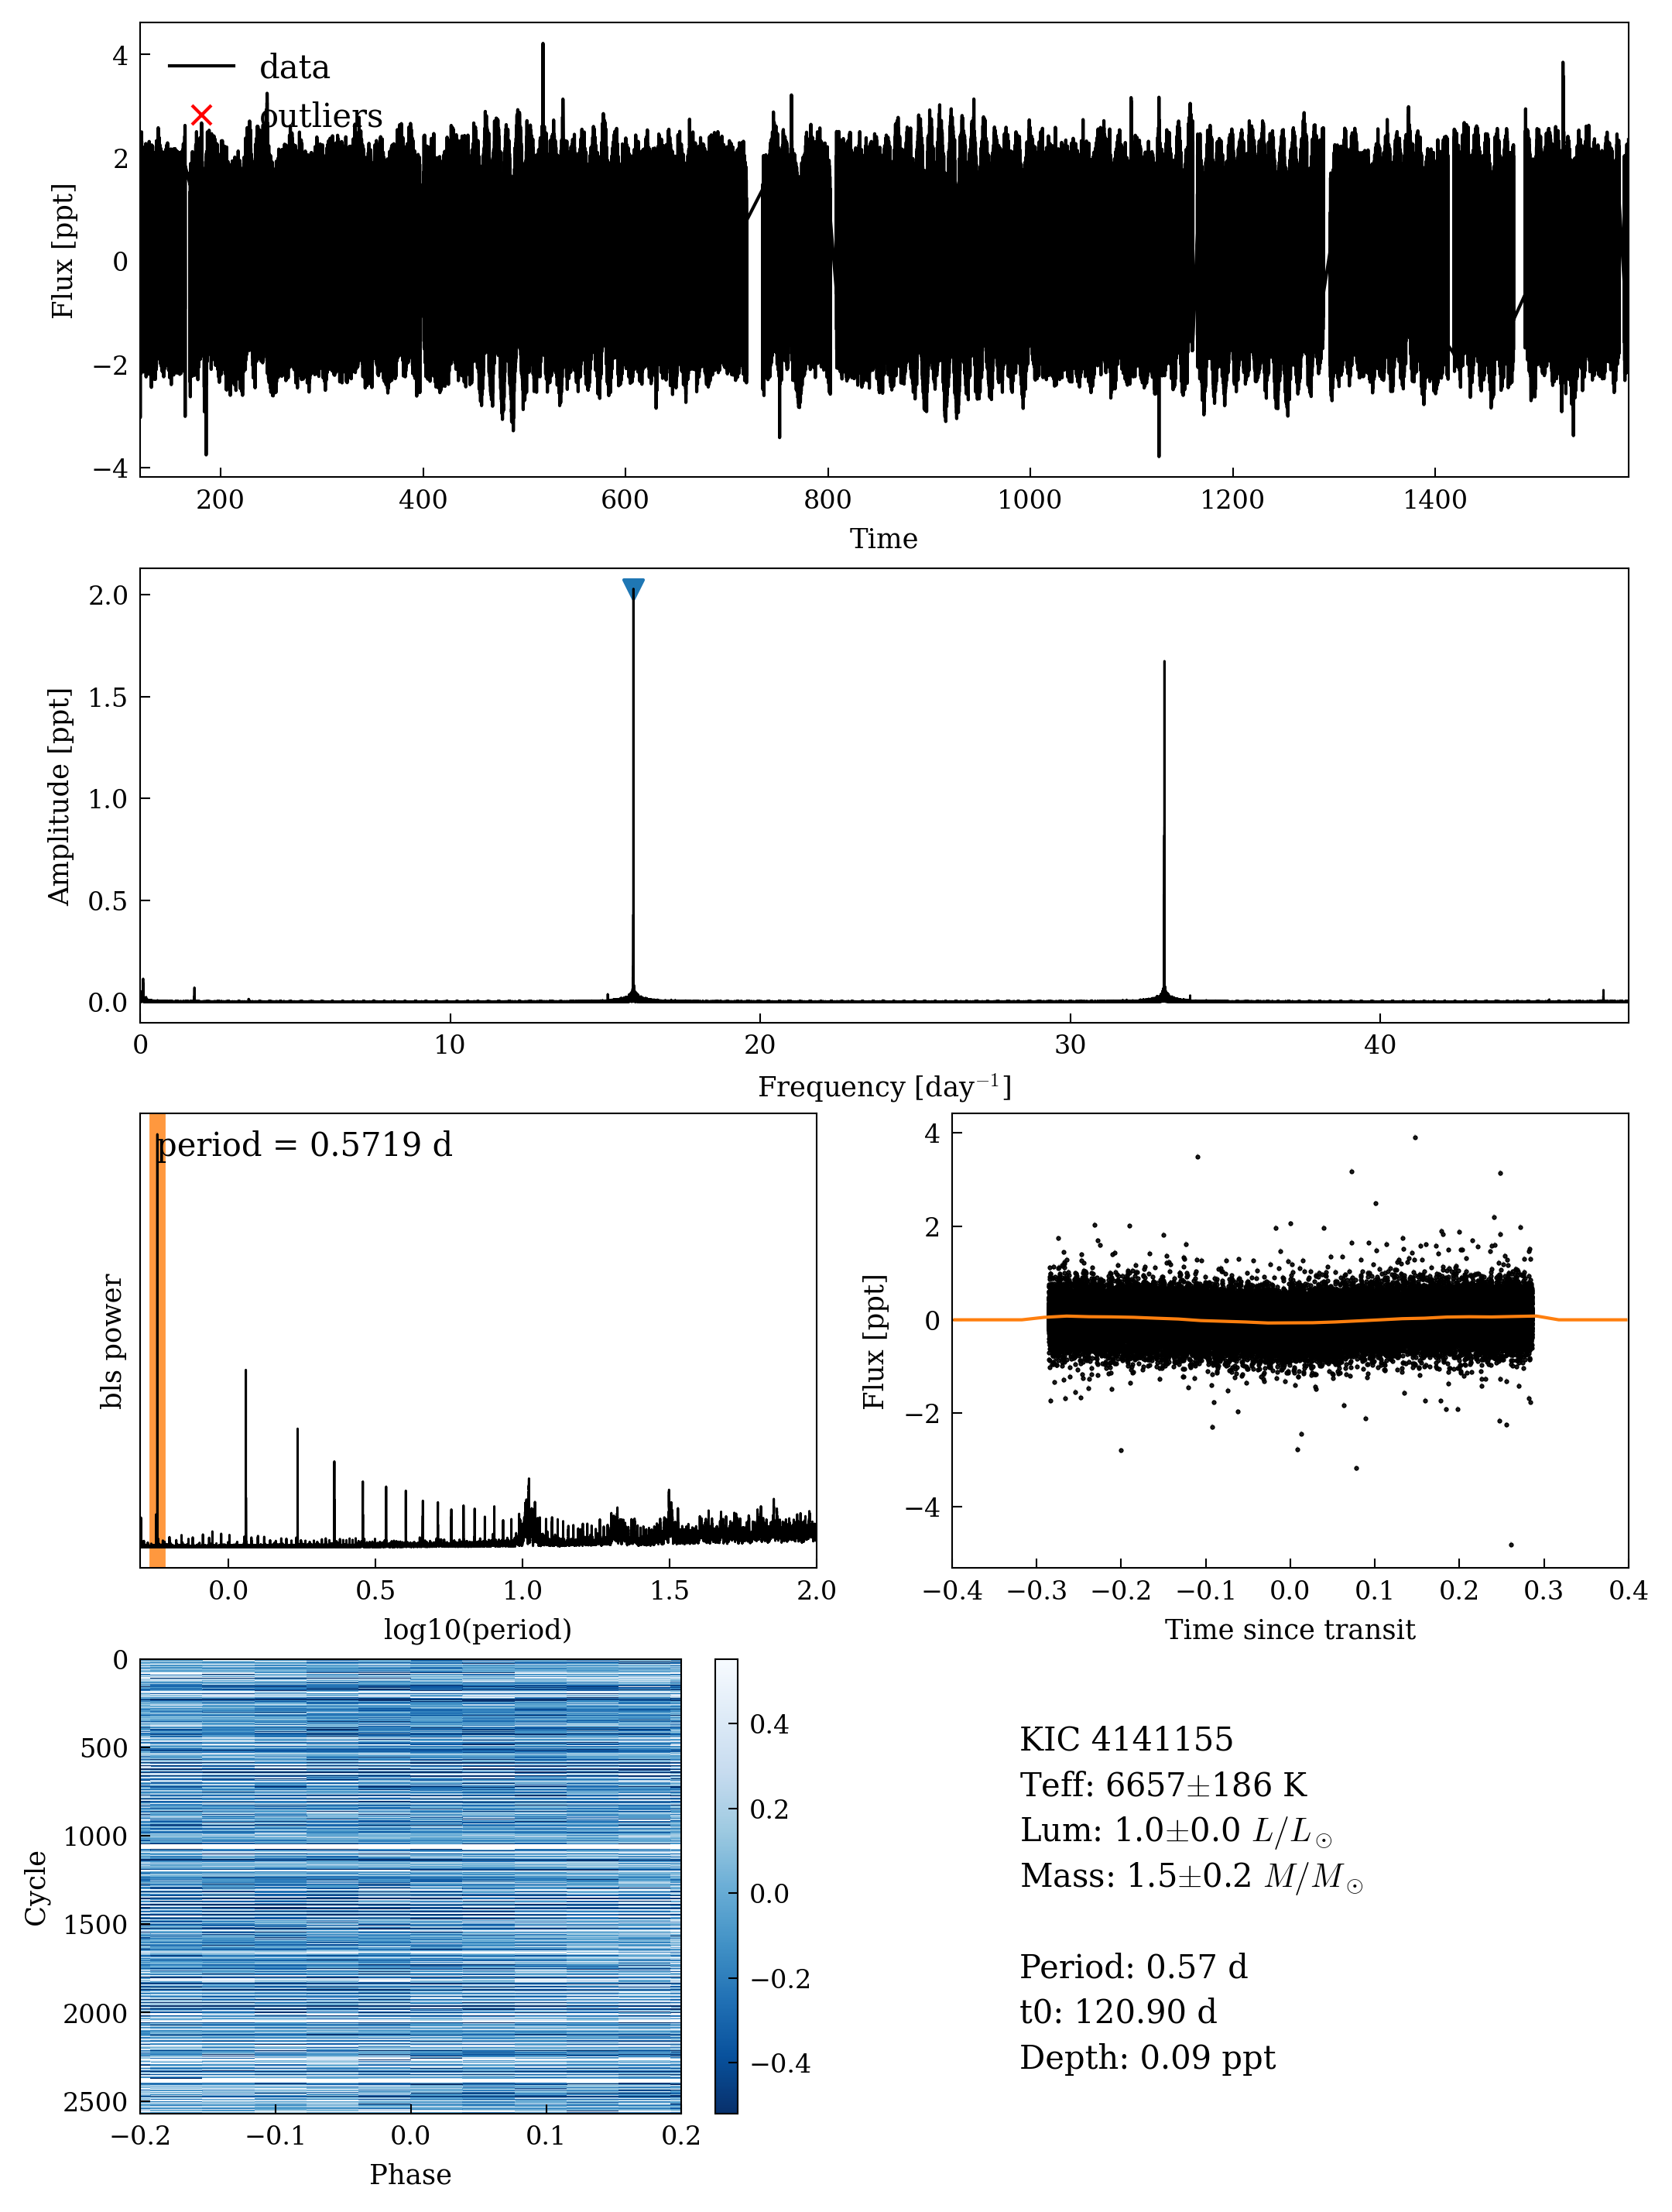 data
outliers
4
2
0
−2
−4
Flux [ppt]
200
400
600
800
1000
1200
1400
Time
2.0
1.5
1.0
0.5
0.0
Amplitude [ppt]
0
10
20
30
40
Frequency [day⁻¹]
period = 0.5719 d
bls power
0.0
0.5
1.0
1.5
2.0
log10(period)
4
2
0
−2
−4
Flux [ppt]
−0.4
−0.3
−0.2
−0.1
0.0
0.1
0.2
0.3
0.4
Time since transit
0
500
1000
1500
2000
2500
Cycle
−0.2
−0.1
0.0
0.1
0.2
Phase
0.4
0.2
0.0
−0.2
−0.4
KIC 4141155
Teff: 6657±186 K
Lum: 1.0±0.0 L/L⊙
Mass: 1.5±0.2 M/M⊙
Period: 0.57 d
t0: 120.90 d
Depth: 0.09 ppt